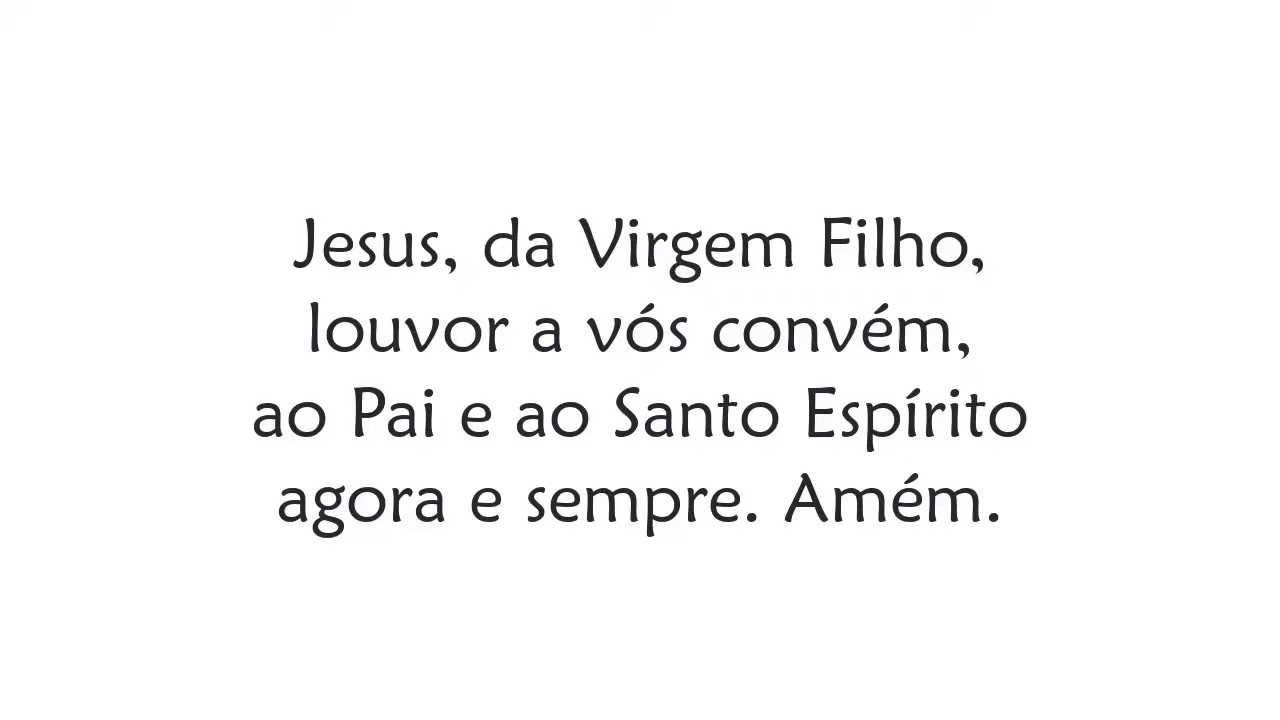 Jesus, da Virgem Filho,
louvor a vós convém,
ao Pai e ao Santo Espírito
agora e sempre. Amém.